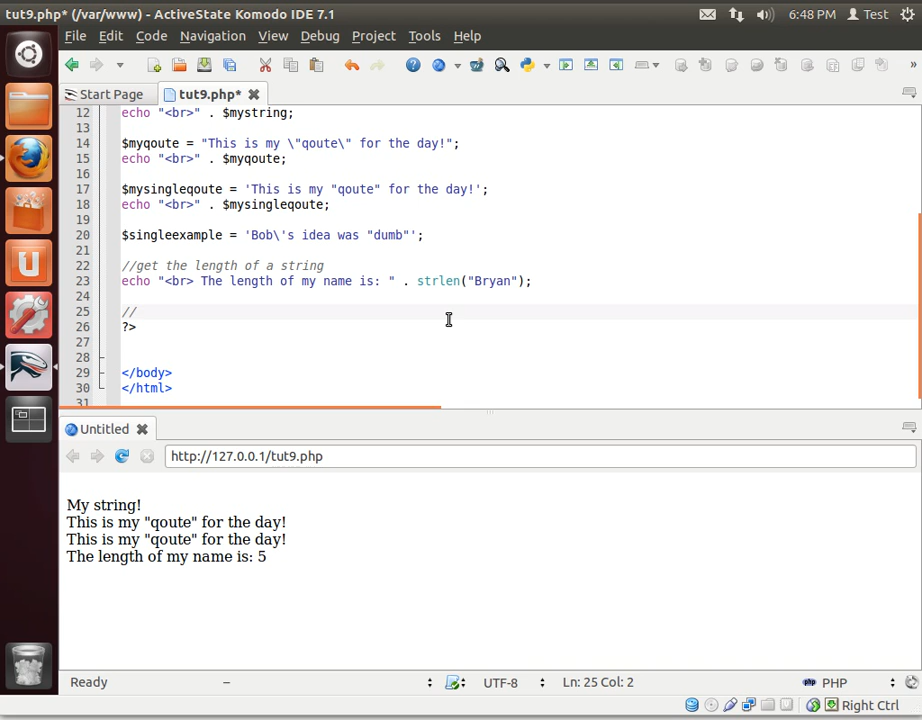 tut9.php* (/var/www) - ActiveState Komodo IDE 7.1
6:48 PM Test
File Edit Code Navigation View Debug Project Tools Help
Start Page tut9.php*
12 echo "<br>" . $mystring;
13
14 $myqoute = "This is my \"qoute\" for the day!";
15 echo "<br>" . $myqoute;
16
17 $mysingleqoute = 'This is my "qoute" for the day!';
18 echo "<br>" . $mysingleqoute;
19
20 $singleexample = 'Bob\'s idea was "dumb"';
21
22 //get the length of a string
23 echo "<br> The length of my name is: " . strlen("Bryan");
24
25 //
26 ?>
27
28
29 </body>
30 </html>
31
Untitled
http://127.0.0.1/tut9.php
My string!
This is my "qoute" for the day!
This is my "qoute" for the day!
The length of my name is: 5
Ready – UTF-8 Ln: 25 Col: 2 php PHP
Right Ctrl